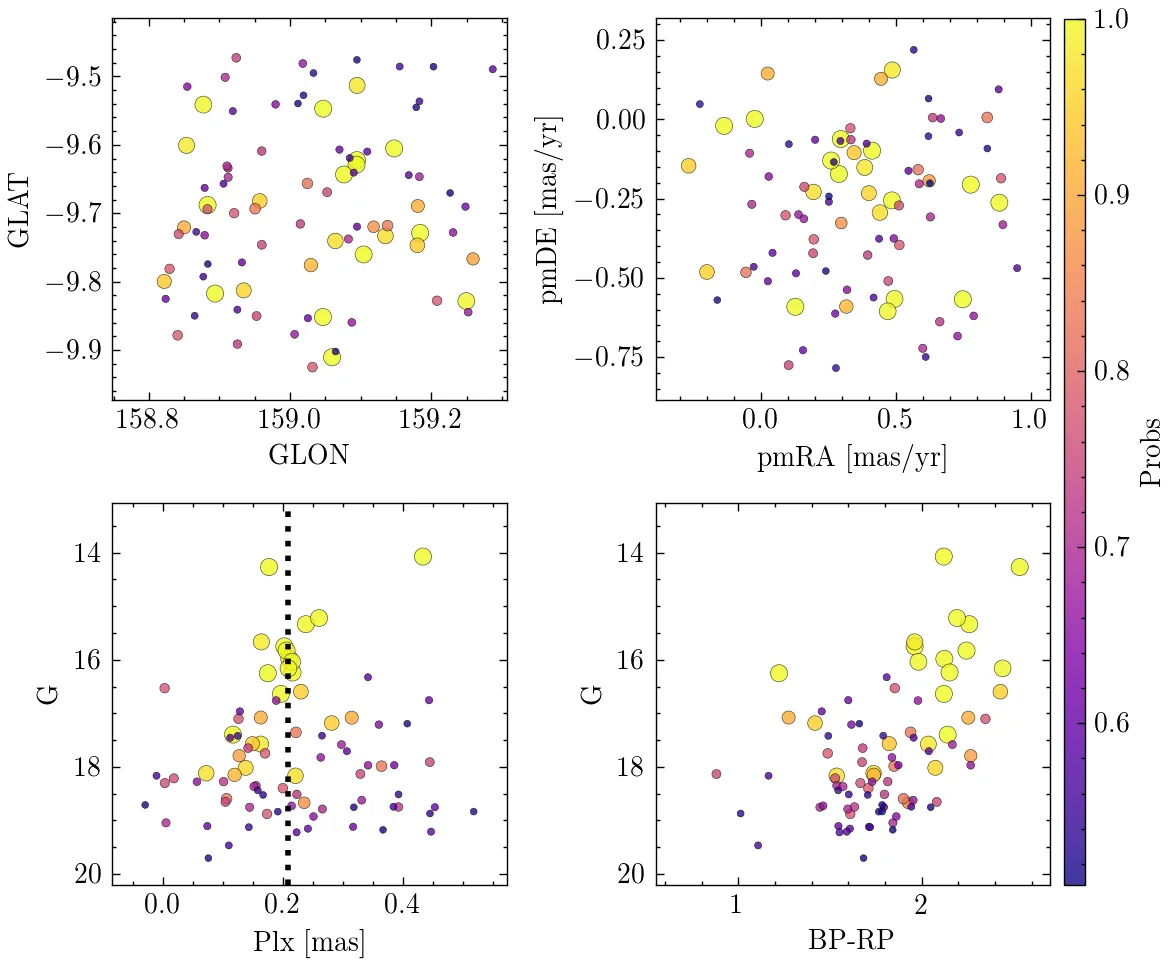 −9.5
−9.6
−9.7
−9.8
−9.9
GLAT
158.8 159.0 159.2
GLON
0.25
0.00
−0.25
−0.50
−0.75
pmDE [mas/yr]
0.0 0.5 1.0
pmRA [mas/yr]
1.0
0.9
0.8
0.7
0.6
Probs
14
16
18
20
G
0.0 0.2 0.4
Plx [mas]
14
16
18
20
G
1 2
BP-RP